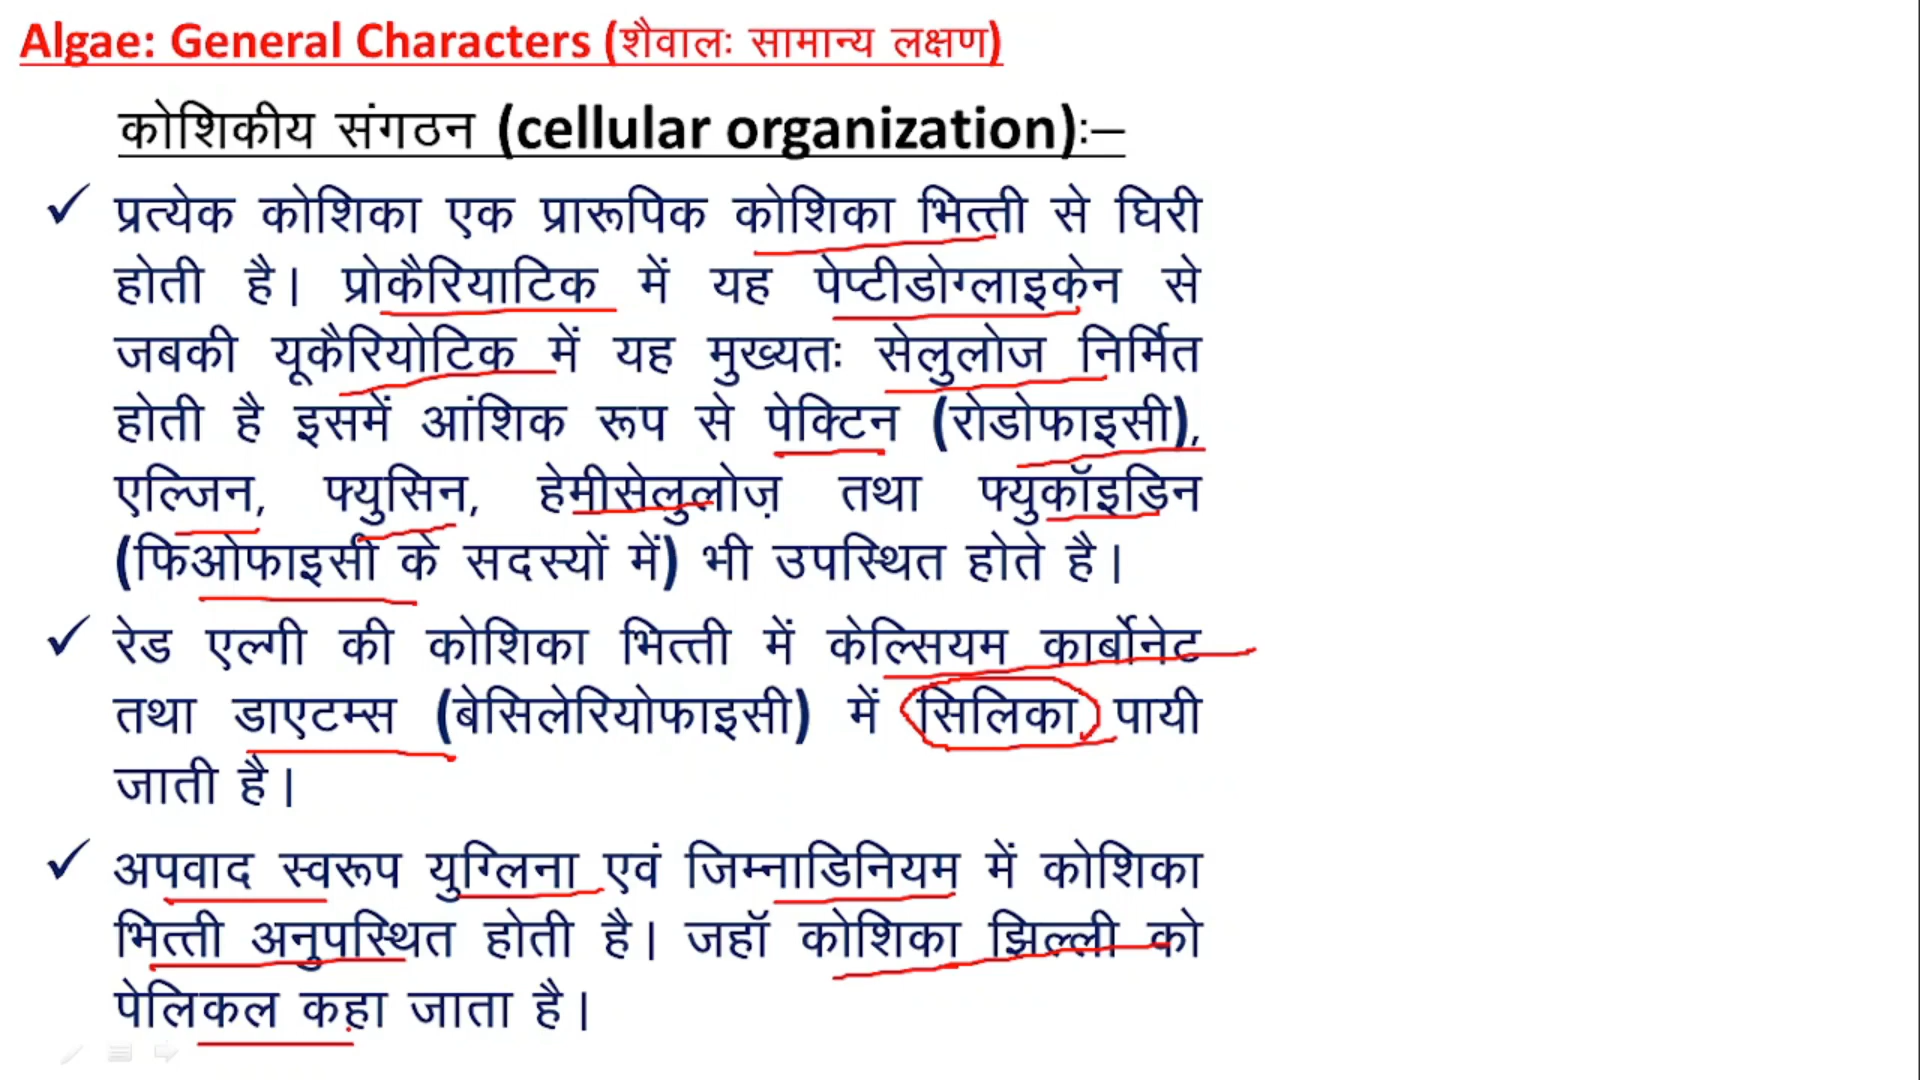 Algae: General Characters (शैवालः सामान्य लक्षण)
कोशिकीय संगठन (cellular organization):–
✓ प्रत्येक कोशिका एक प्रारूपिक कोशिका भित्ती से घिरी
होती है। प्रोकैरियाटिक में यह पेप्टीडोग्लाइकेन से
जबकी यूकैरियोटिक में यह मुख्यतः सेलुलोज निर्मित
होती है इसमें आंशिक रूप से पेक्टिन (रोडोफाइसी),
एल्जिन, फ्युसिन, हेमीसेलुलोज़ तथा फ्युकॉइडिन
(फिओफाइसी के सदस्यों में) भी उपस्थित होते है।
✓ रेड एल्गी की कोशिका भित्ती में केल्सियम कार्बोनेट
तथा डाएटम्स (बेसिलेरियोफाइसी) में सिलिका पायी
जाती है।
✓ अपवाद स्वरूप युग्लिना एवं जिम्नाडिनियम में कोशिका
भित्ती अनुपस्थित होती है। जहॉ कोशिका झिल्ली को
पेलिकल कहा जाता है।